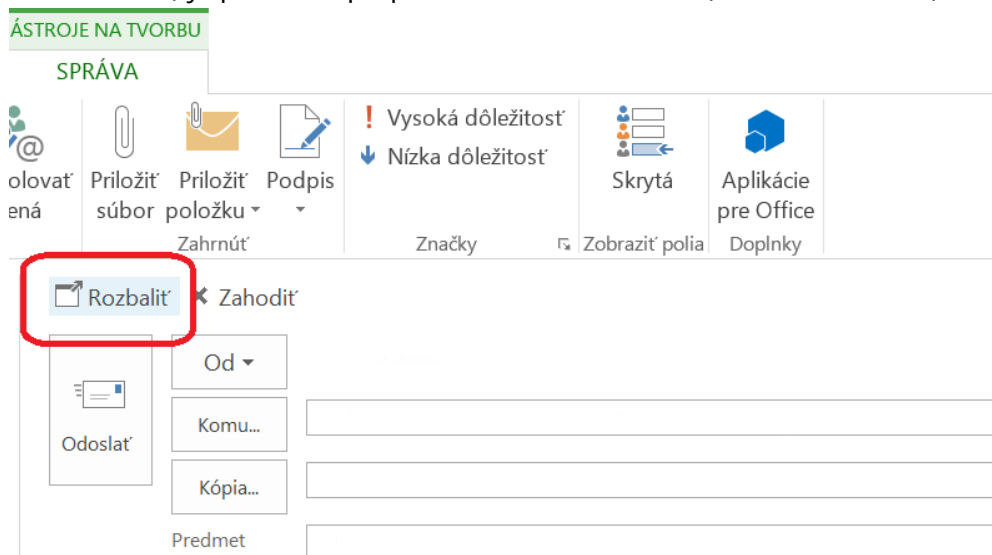 ÁSTROJE NA TVORBU
SPRÁVA
olovať
ená
Priložiť
súbor
Priložiť
položku
Podpis
Vysoká dôležitosť
Nízka dôležitosť
Skrytá
Aplikácie
pre Office
Zahrnúť
Značky
Zobraziť polia
Doplnky
Rozbaliť
Zahodiť
Odoslať
Od
Komu...
Kópia...
Predmet